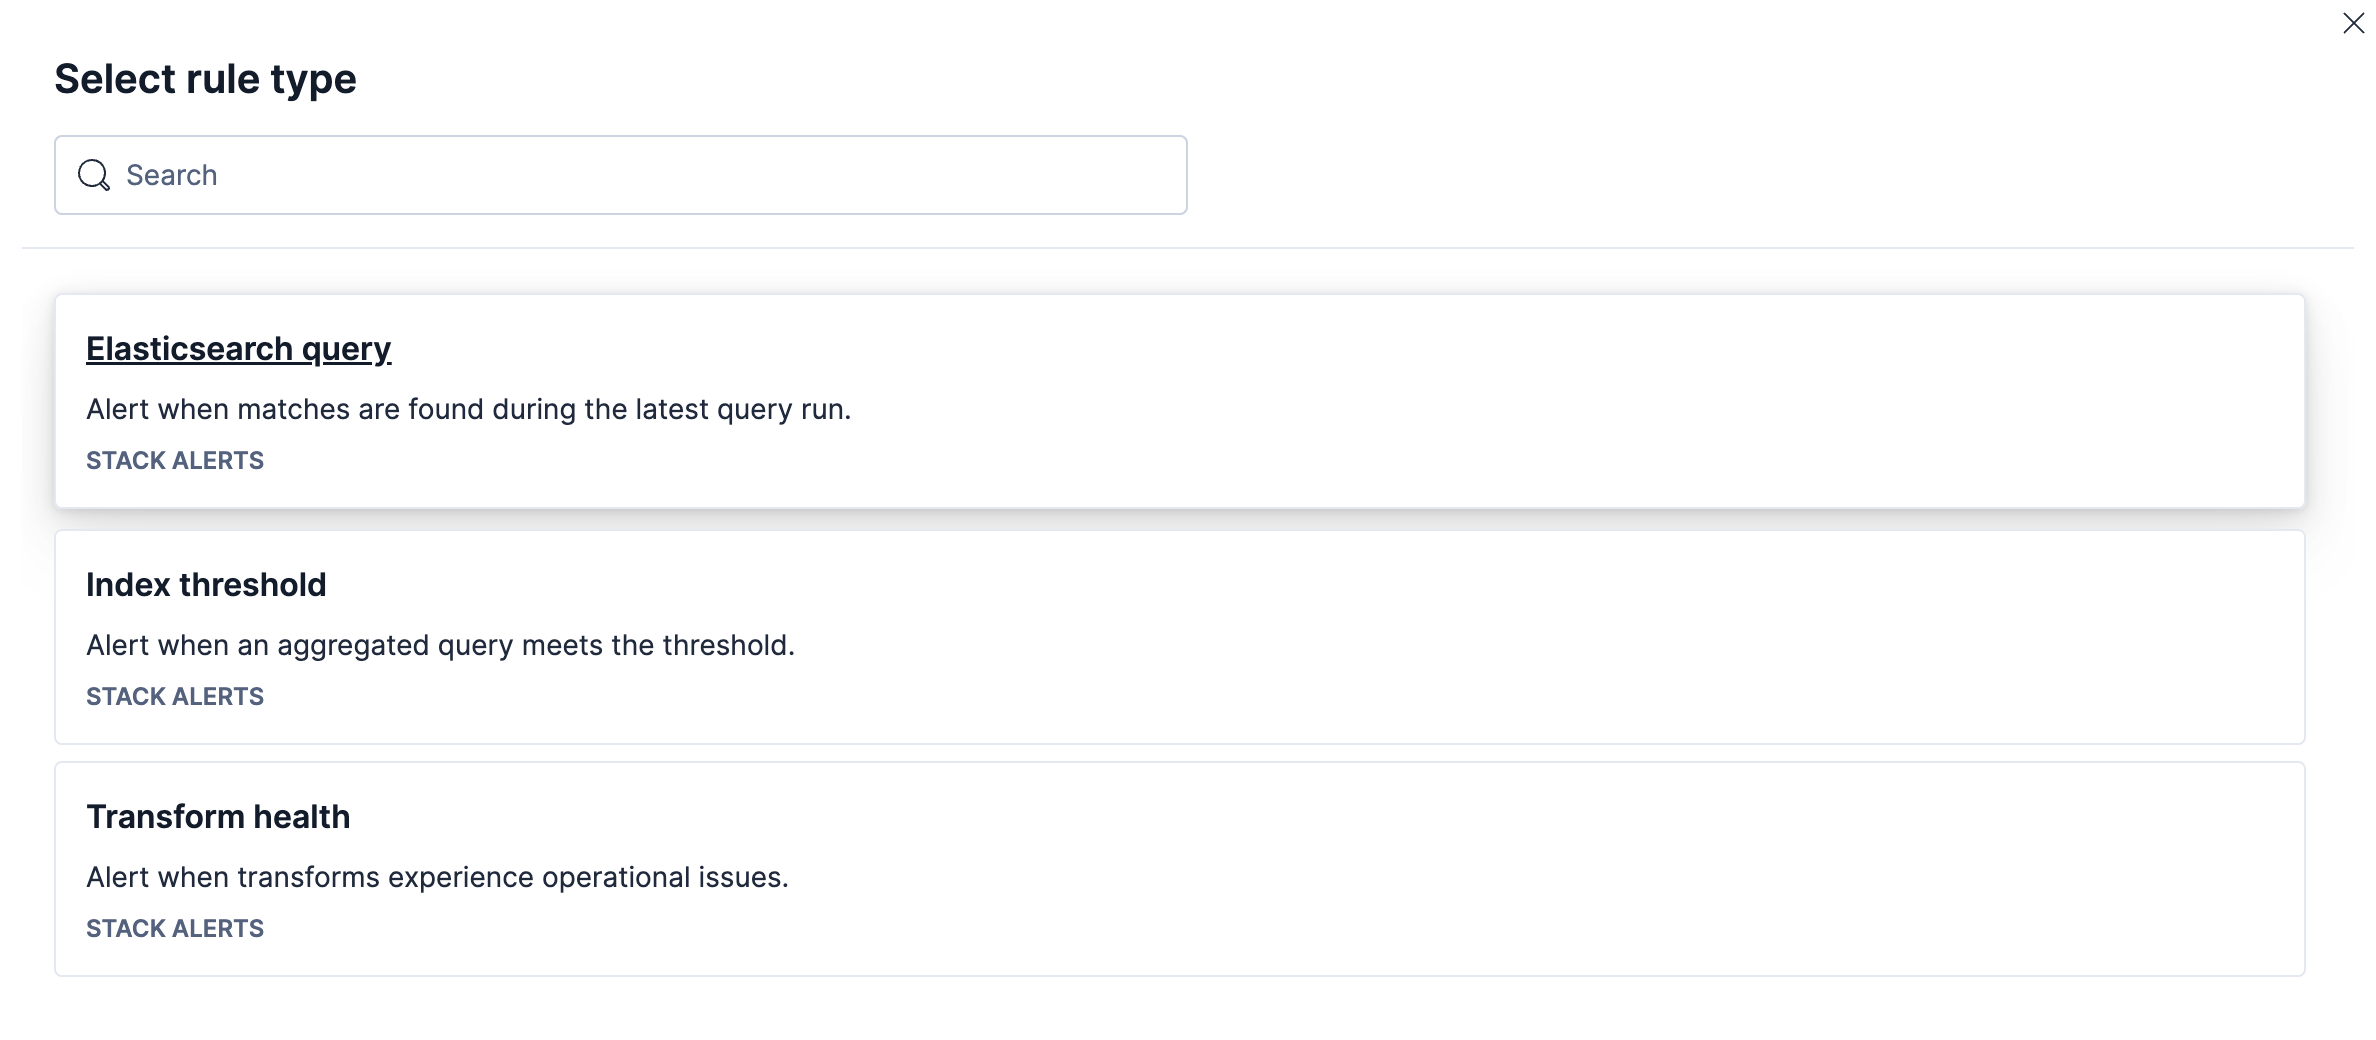 Select rule type
Search
Elasticsearch query
Alert when matches are found during the latest query run.
STACK ALERTS
Index threshold
Alert when an aggregated query meets the threshold.
STACK ALERTS
Transform health
Alert when transforms experience operational issues.
STACK ALERTS